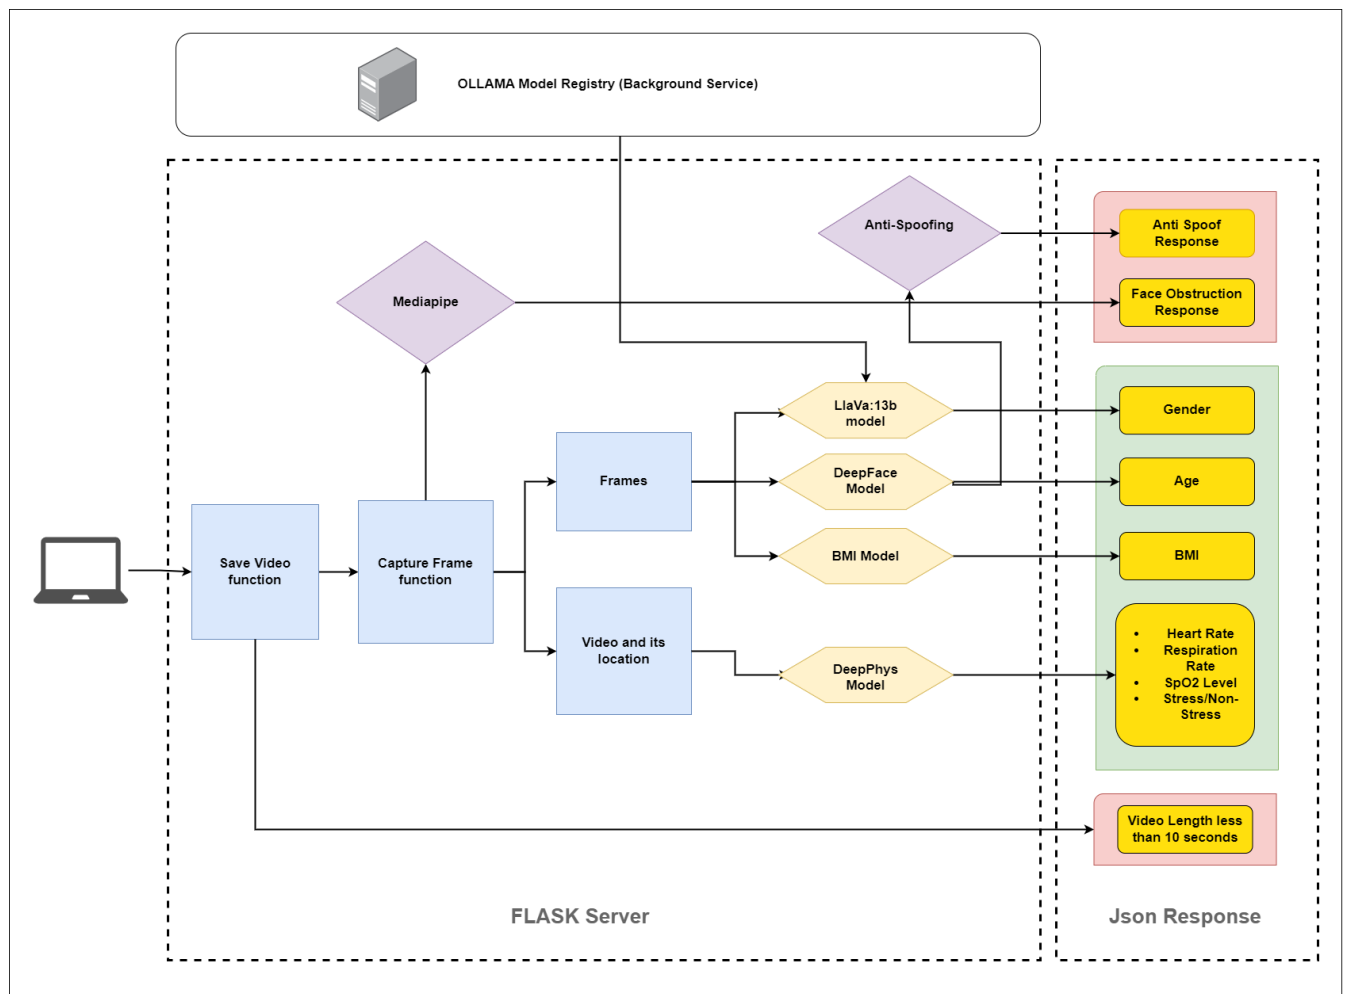 OLLAMA Model Registry (Background Service)
Anti-Spoofing
Anti Spoof
Response
Mediapipe
Face Obstruction
Response
LlaVa:13b
model
Gender
Frames
DeepFace
Model
Age
Save Video
function
Capture Frame
function
BMI Model
BMI
Video and its
location
DeepPhys
Model
• Heart Rate
• Respiration
Rate
• SpO2 Level
• Stress/Non-
Stress
Video Length less
than 10 seconds
FLASK Server
Json Response